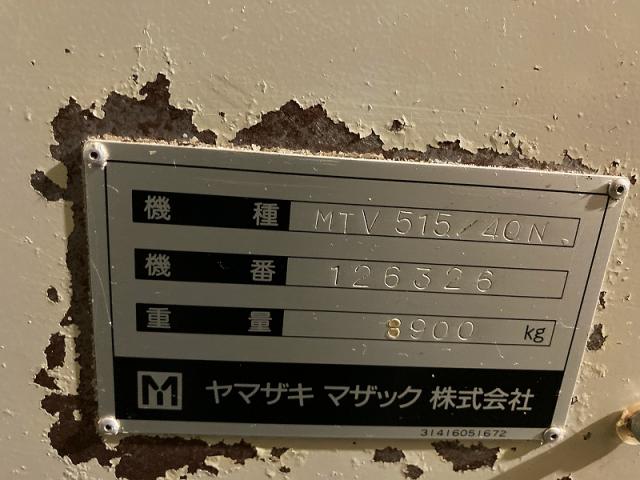 機 種 MTV 515/40N
機 番 126326
重 量 8900 kg
ヤマザキ マザック 株式会社
31416051672